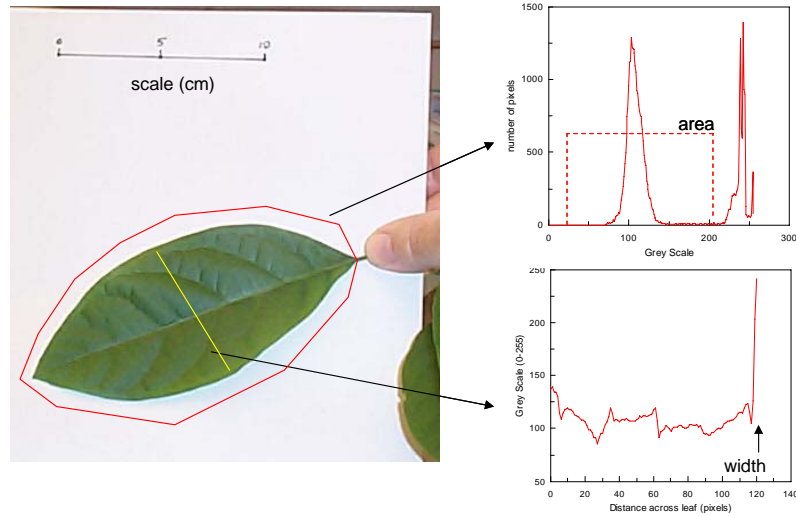 0 5 10
scale (cm)
1500
1000
500
0
number of pixels
area
0 100 200 300
Grey Scale
250
200
150
100
50
Grey Scale (0-255)
width
0 20 40 60 80 100 120 140
Distance across leaf (pixels)